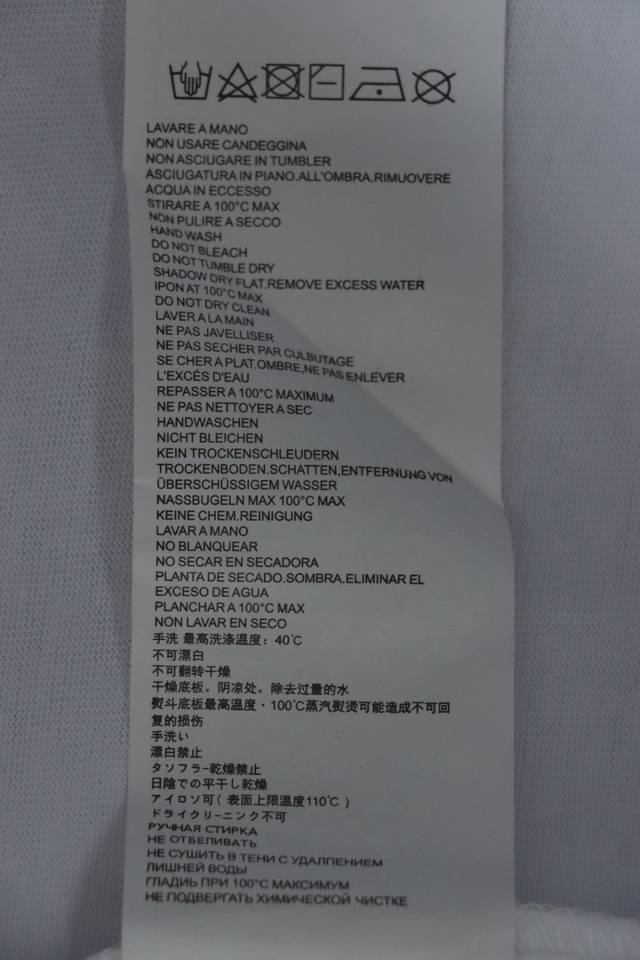 LAVARE A MANO
NON USARE CANDEGGINA
NON ASCIUGARE IN TUMBLER
ASCIUGATURA IN PIANO.ALL'OMBRA.RIMUOVERE
ACQUA IN ECCESSO
STIRARE A 100°C MAX
NON PULIRE A SECCO
HAND WASH
DO NOT BLEACH
DO NOT TUMBLE DRY
SHADOW DRY FLAT.REMOVE EXCESS WATER
IPON AT 100°C MAX
DO NOT DRY CLEAN
LAVER A LA MAIN
NE PAS JAVELLISER
NE PAS SECHER PAR CULBUTAGE
SE CHER A PLAT.OMBRE,NE PAS ENLEVER
L'EXCÉS D'EAU
REPASSER A 100°C MAXIMUM
NE PAS NETTOYER A SEC
HANDWASCHEN
NICHT BLEICHEN
KEIN TROCKENSCHLEUDERN
TROCKENBODEN.SCHATTEN,ENTFERNUNG VON
ÜBERSCHÜSSIGEM WASSER
NASSBUGELN MAX 100°C MAX
KEINE CHEM.REINIGUNG
LAVAR A MANO
NO BLANQUEAR
NO SECAR EN SECADORA
PLANTA DE SECADO.SOMBRA.ELIMINAR EL
EXCESO DE AGUA
PLANCHAR A 100°C MAX
NON LAVAR EN SECO
手洗 最高洗涤温度：40℃
不可漂白
不可翻转干燥
干燥底板。阴凉处。除去过量的水
熨斗底板最高温度·100℃蒸汽熨烫可能造成不可回
复的损伤
手洗い
漂白禁止
タソフラー乾燥禁止
日陰での平干し乾燥
アイロソ可( 表面上限温度110℃ )
ドライクリーニンク不可
РУЧНАЯ СТИРКА
НЕ ОТБЕЛИВАТЬ
НЕ СУШИТЬ В ТЕНИ С УДАЛПЕНИЕМ
ЛИШНЕЙ ВОДЫ
ГЛАДИЬ ПРИ 100°C МАКСИМУМ
НЕ ПОДВЕРГАТЬ ХИМИЧЕСКОЙ ЧИСТКЕ